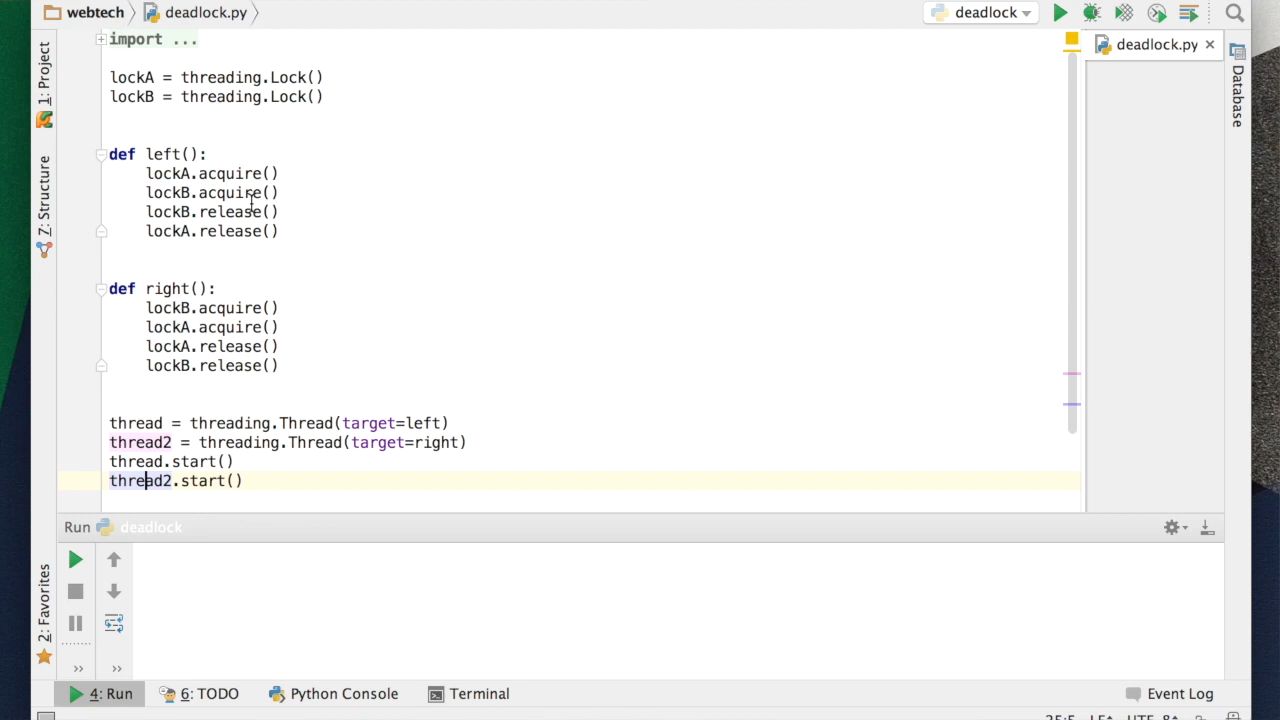 webtech
deadlock.py
deadlock
1: Project
7: Structure
2: Favorites
import ...
lockA = threading.Lock()
lockB = threading.Lock()
def left():
lockA.acquire()
lockB.acquire()
lockB.release()
lockA.release()
def right():
lockB.acquire()
lockA.acquire()
lockA.release()
lockB.release()
thread = threading.Thread(target=left)
thread2 = threading.Thread(target=right)
thread.start()
thread2.start()
deadlock.py
Database
Run deadlock
4: Run
6: TODO
Python Console
Terminal
Event Log